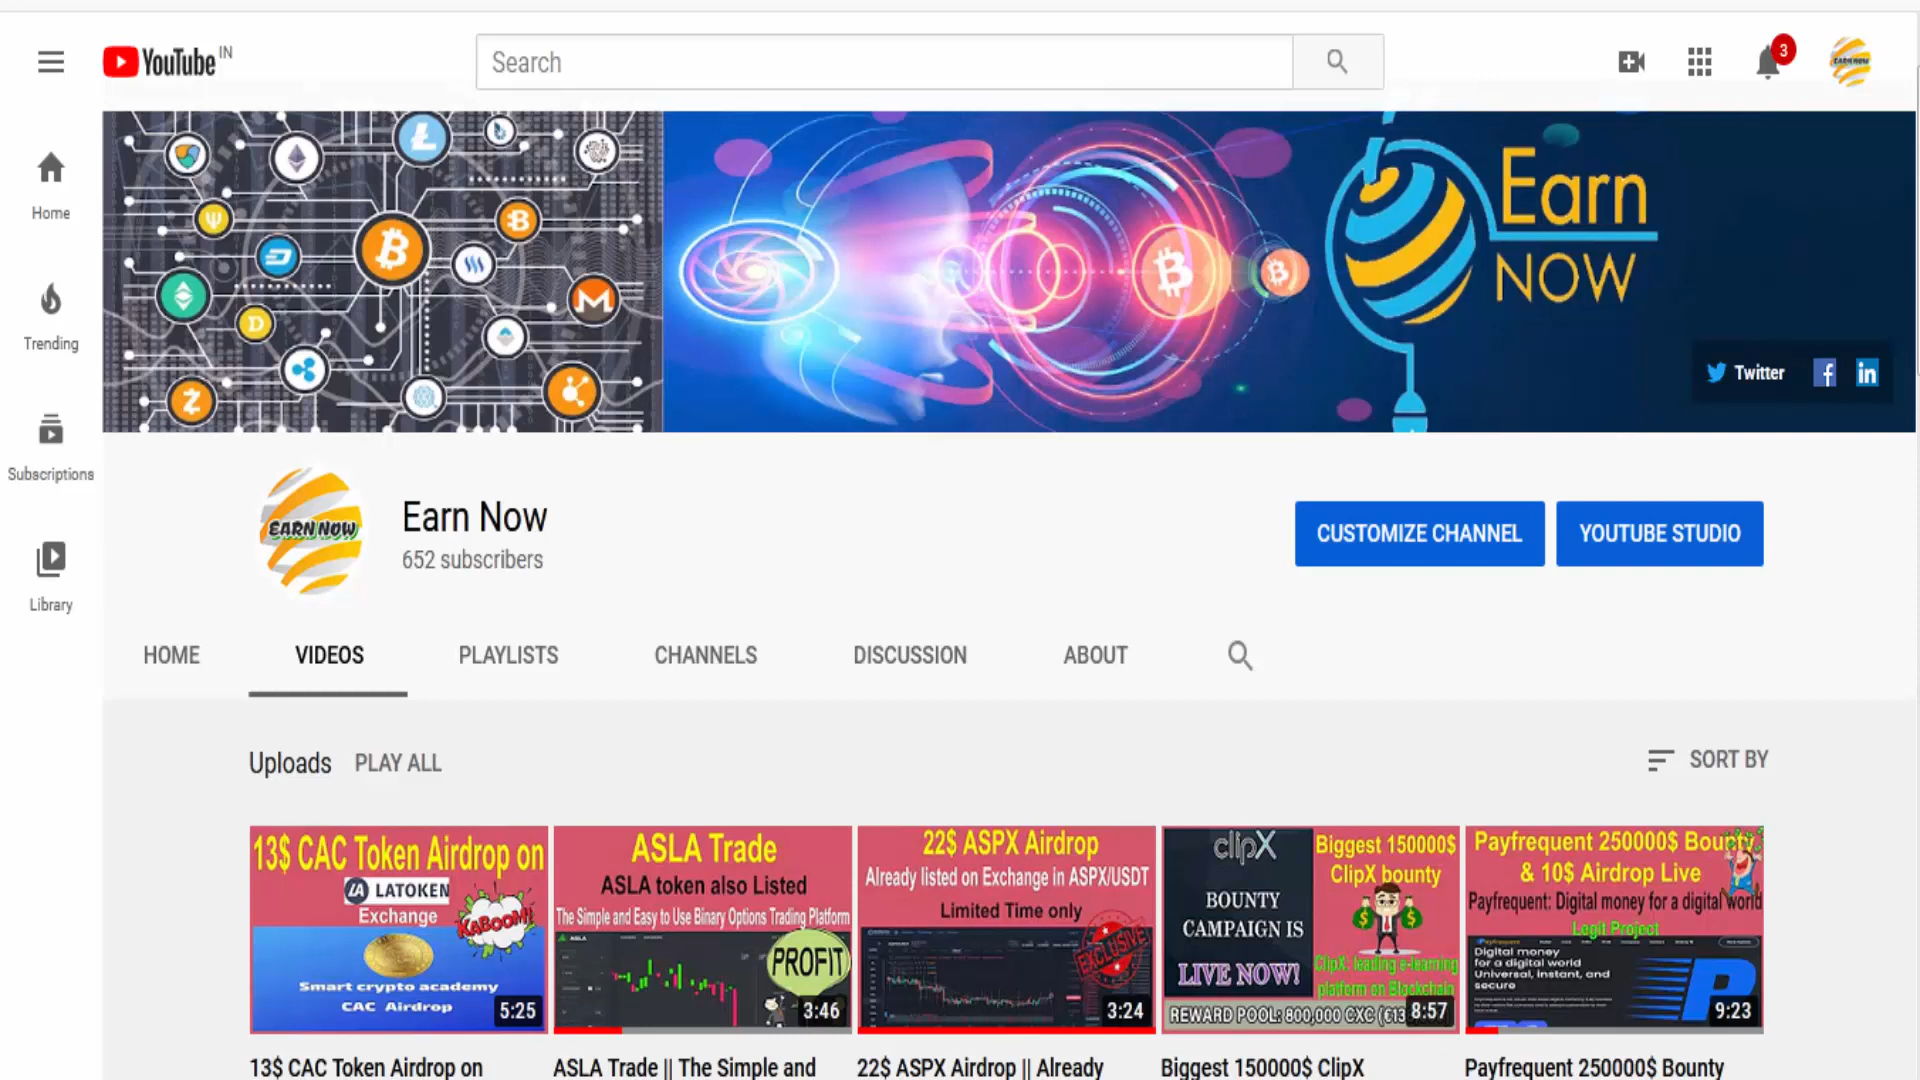 YouTube IN
Search
3
EARN NOW
Home
Trending
Subscriptions
Library
Earn
NOW
Twitter
EARN NOW
Earn Now
652 subscribers
CUSTOMIZE CHANNEL
YOUTUBE STUDIO
HOME
VIDEOS
PLAYLISTS
CHANNELS
DISCUSSION
ABOUT
Uploads
PLAY ALL
SORT BY
13$ CAC Token Airdrop on
LA LATOKEN
Exchange
KABOOM!
Smart crypto academy
CAC Airdrop
5:25
ASLA Trade
ASLA token also Listed
The Simple and Easy to Use Binary Options Trading Platform
ASLA
PROFIT
3:46
22$ ASPX Airdrop
Already listed on Exchange in ASPX/USDT
Limited Time only
EXCLUSIVE
3:24
clipX
BOUNTY
CAMPAIGN IS
LIVE NOW!
Biggest 150000$
ClipX bounty
ClipX: leading e-learning
platform on Blockchain
REWARD POOL: 800,000 CXC
8:57
Payfrequent 250000$ Bounty
& 10$ Airdrop Live
Payfrequent: Digital money for a digital world
Legit Project
Payfrequent
Digital money
for a digital world
Universal, instant, and
secure
9:23
13$ CAC Token Airdrop on
ASLA Trade || The Simple and
22$ ASPX Airdrop || Already
Biggest 150000$ ClipX
Payfrequent 250000$ Bounty